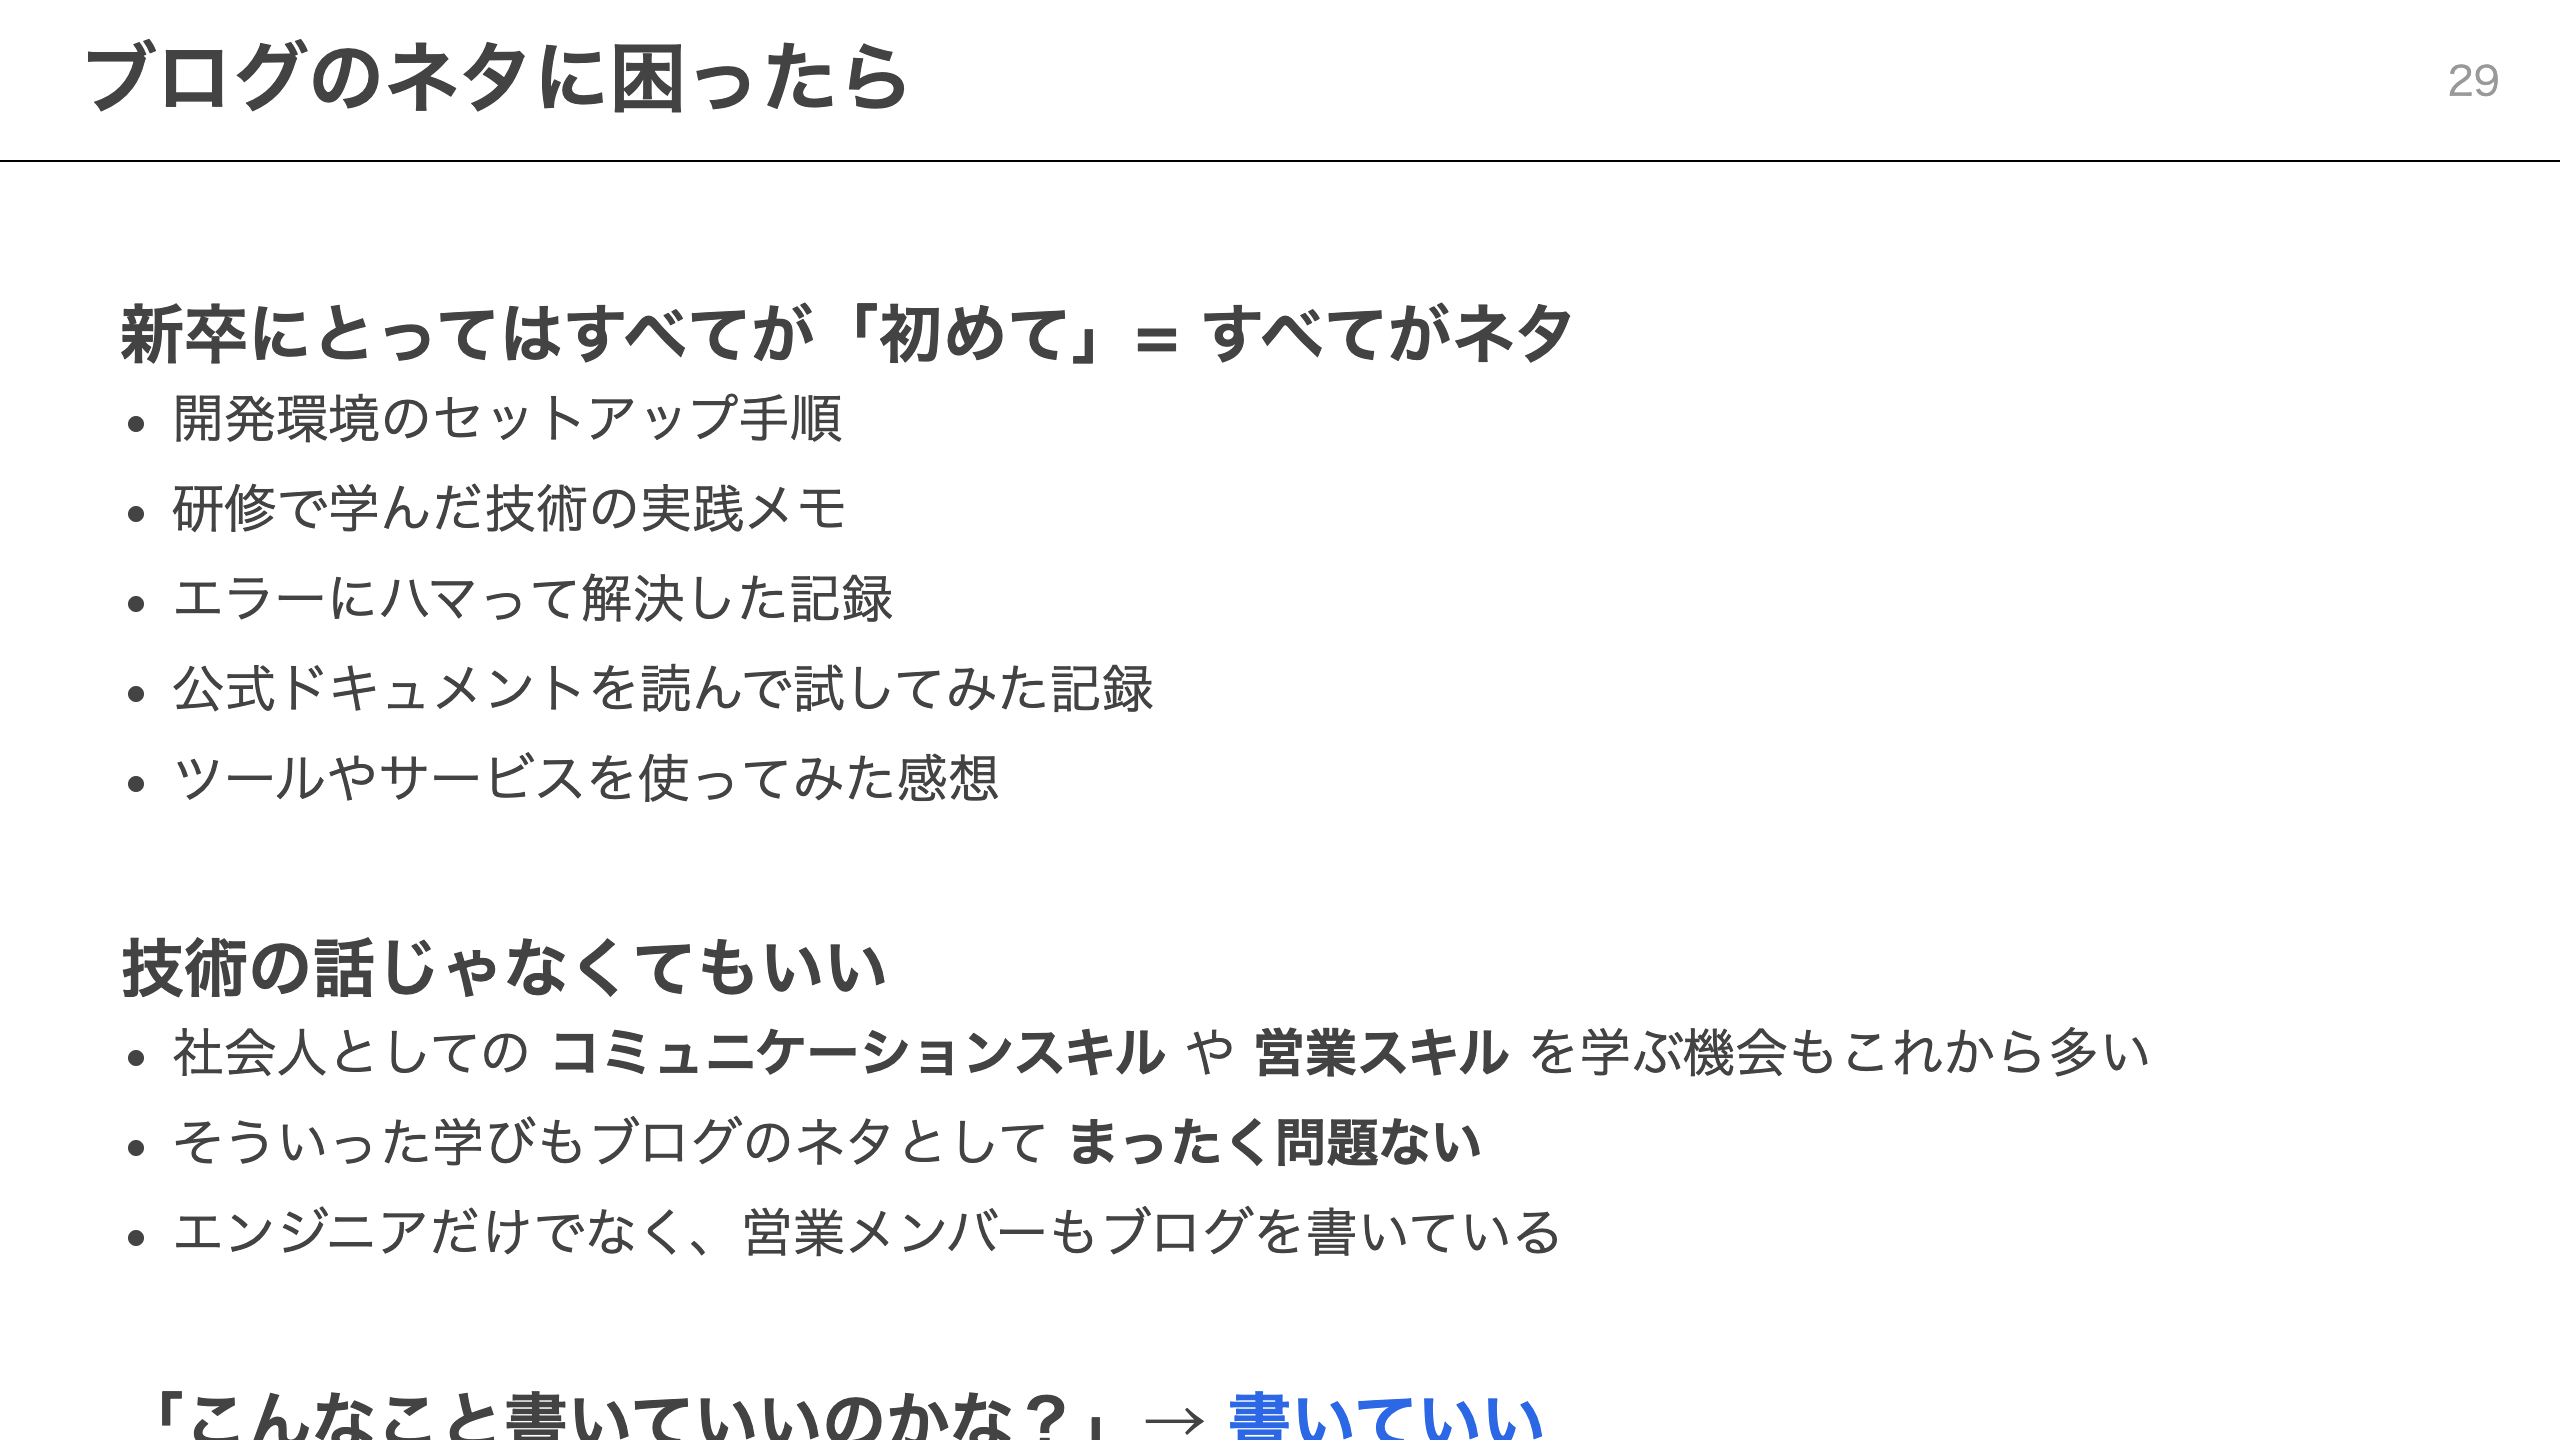 ブログのネタに困ったら
29
新卒にとってはすべてが「初めて」= すべてがネタ
• 開発環境のセットアップ手順
• 研修で学んだ技術の実践メモ
• エラーにハマって解決した記録
• 公式ドキュメントを読んで試してみた記録
• ツールやサービスを使ってみた感想
技術の話じゃなくてもいい
• 社会人としての コミュニケーションスキル や 営業スキル を学ぶ機会もこれから多い
• そういった学びもブログのネタとして まったく問題ない
• エンジニアだけでなく、営業メンバーもブログを書いている
「こんなこと書いていいのかな？」→ 書いていい